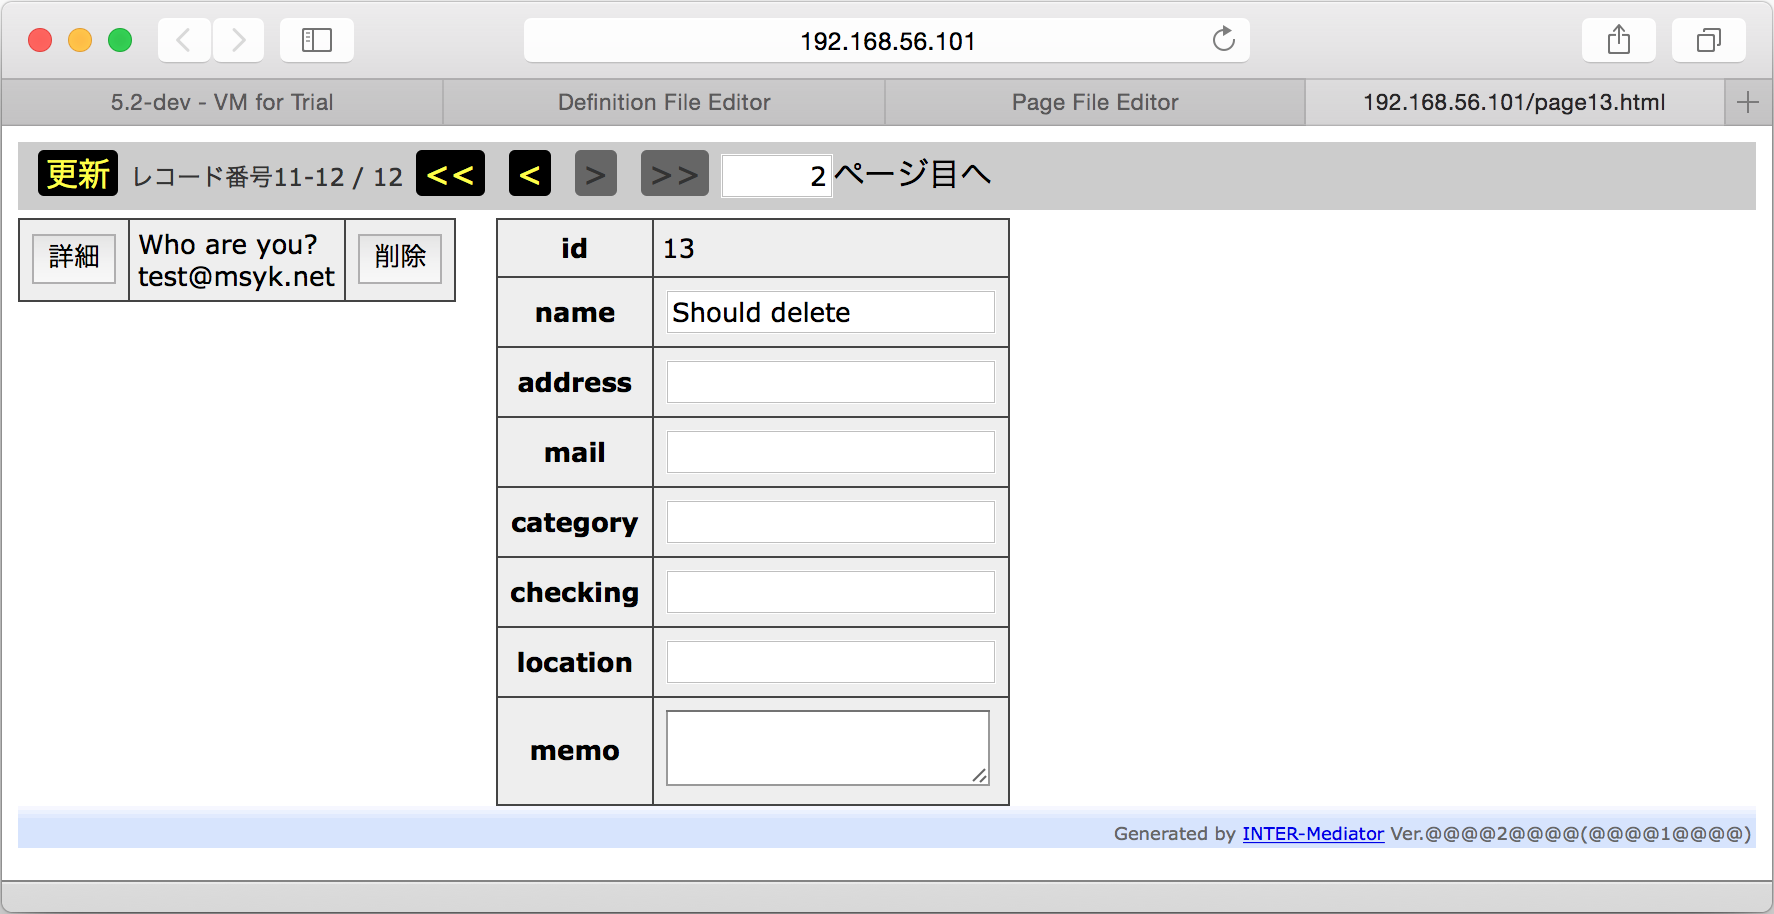 192.168.56.101
5.2-dev - VM for Trial
Definition File Editor
Page File Editor
192.168.56.101/page13.html
更新 レコード番号11-12 / 12 << < > >> 2 ページ目へ
詳細
Who are you?
test@msyk.net
削除
id 13
name Should delete
address
mail
category
checking
location
memo
Generated by INTER-Mediator Ver.@@@@2@@@@(@@@@1@@@@)